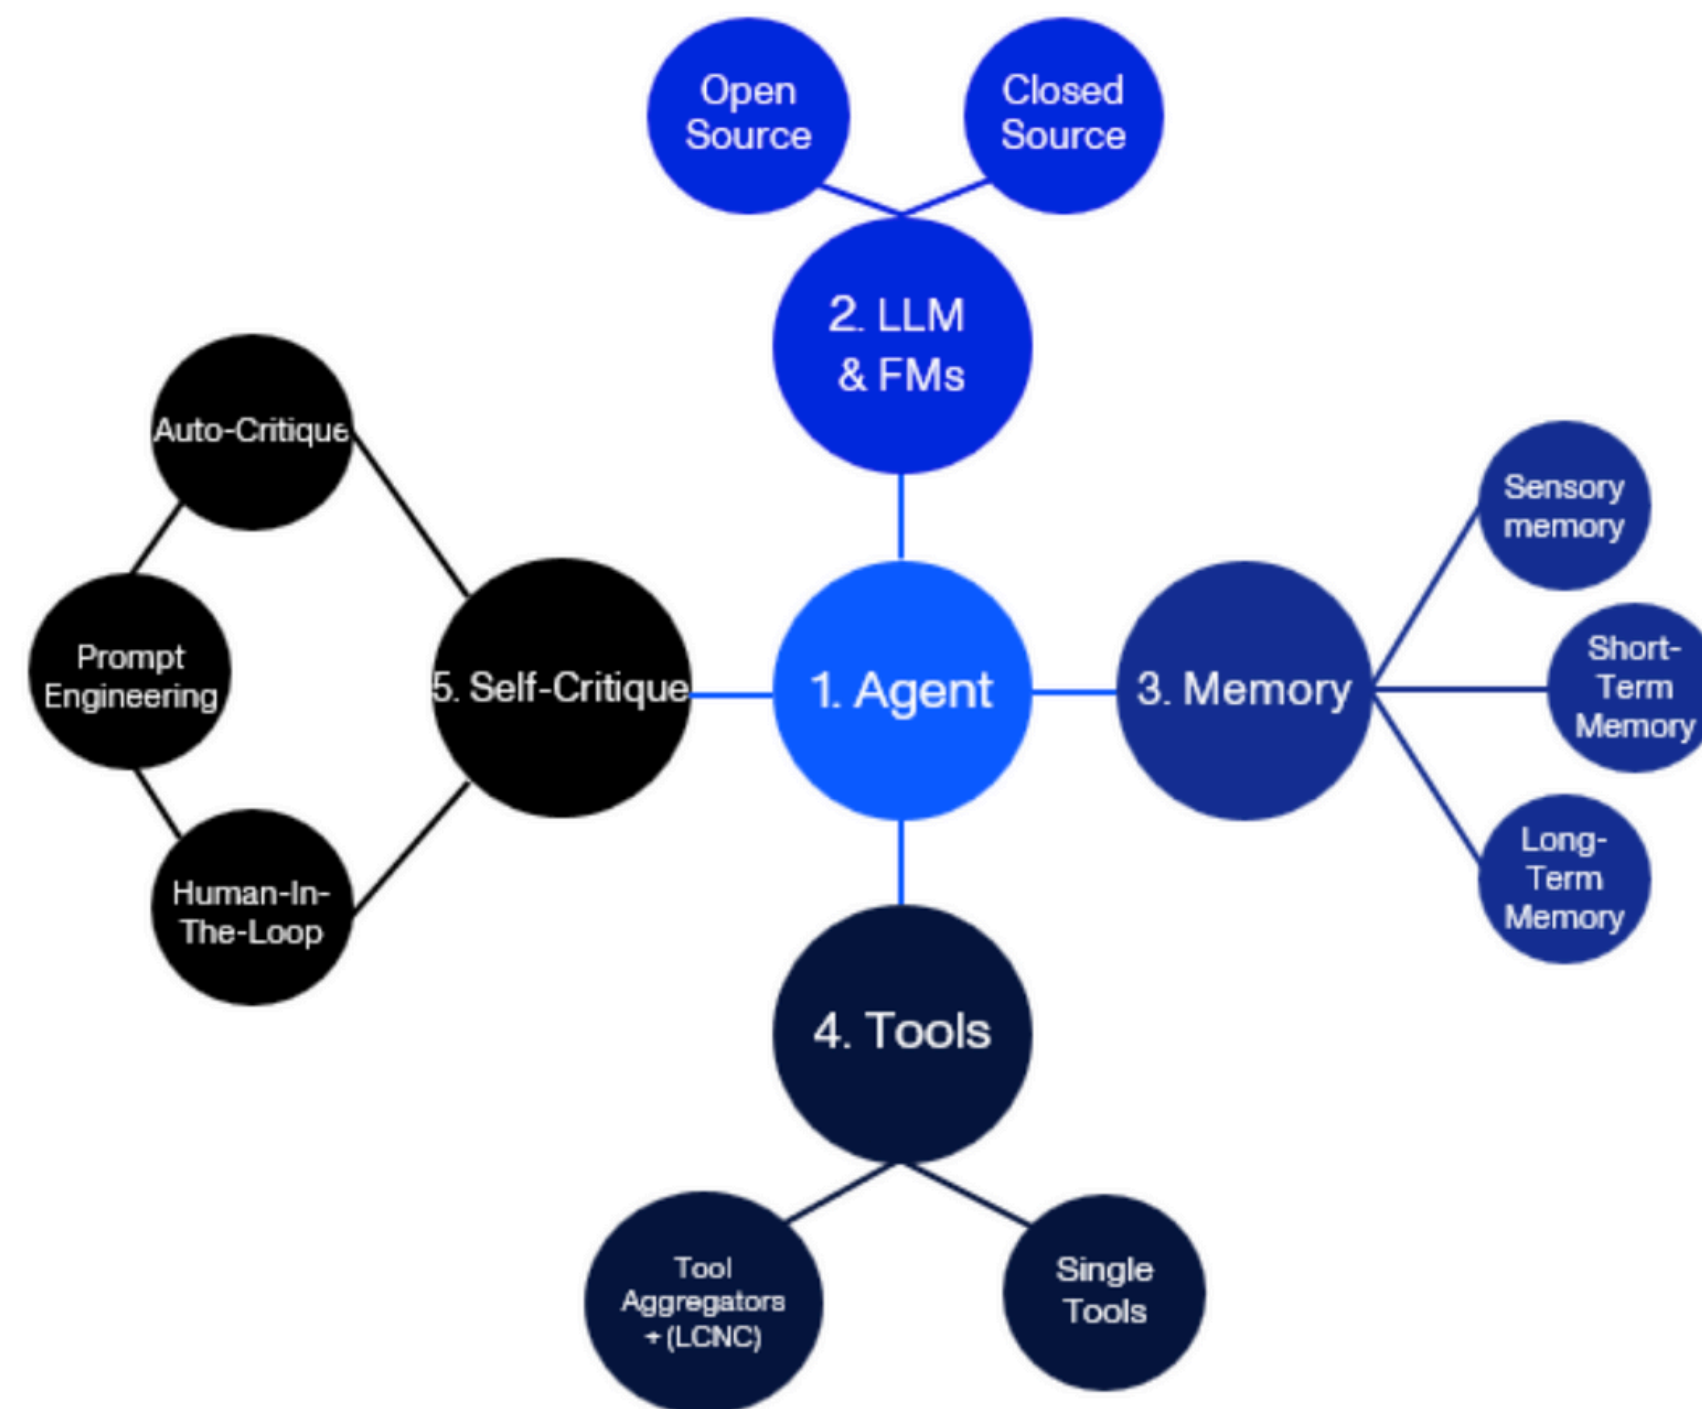 Open
Source
Closed
Source
2. LLM
& FMs
Auto-Critique
Sensory
memory
Prompt
Engineering
5. Self-Critique
1. Agent
3. Memory
Short-
Term
Memory
Human-In-
The-Loop
Long-
Term
Memory
4. Tools
Tool
Aggregators
+ (LCNC)
Single
Tools